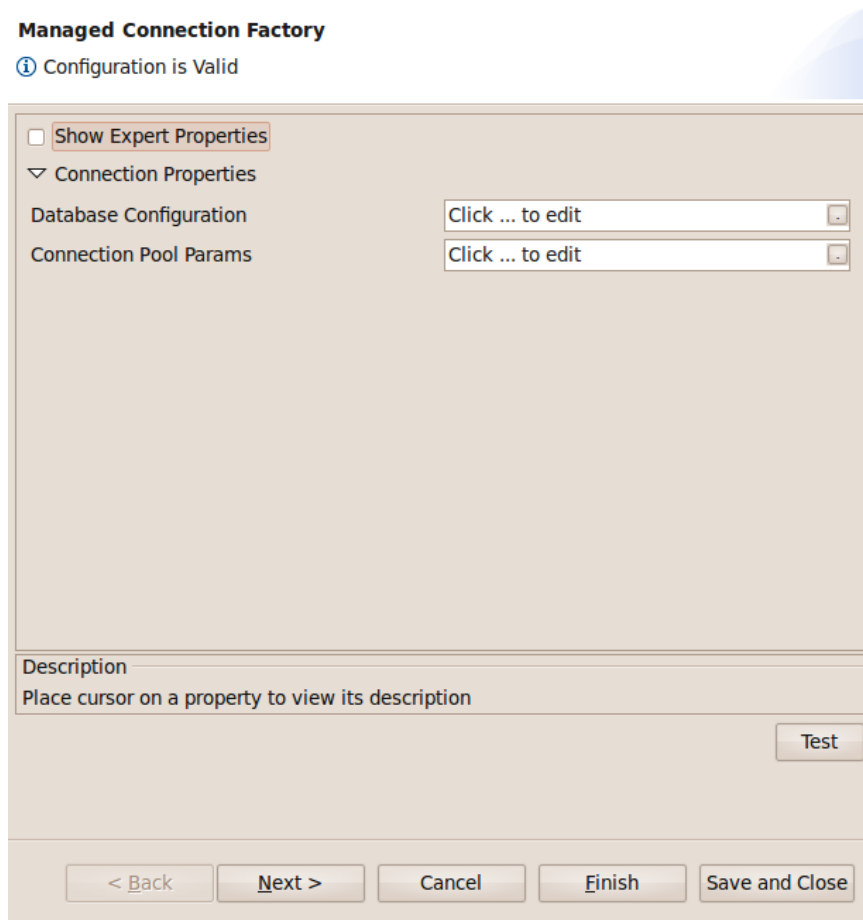 Managed Connection Factory
Configuration is Valid
Show Expert Properties
Connection Properties
Database Configuration Click ... to edit .
Connection Pool Params Click ... to edit .
Description
Place cursor on a property to view its description
Test
< Back Next > Cancel Finish Save and Close